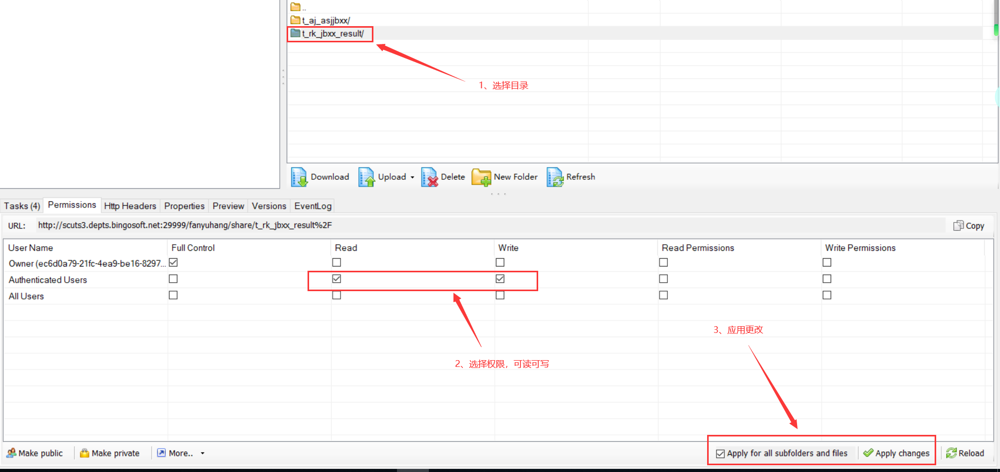 ..
t_aj_asjjbxx/
t_rk_jbxx_result/
1、选择目录
Download Upload Delete New Folder Refresh
Tasks (4) Permissions Http Headers Properties Preview Versions EventLog
URL: http://scuts3.depts.bingosoft.net:29999/fanyuhang/share/t_rk_jbxx_result%2F Copy
User Name Full Control Read Write Read Permissions Write Permissions
Owner (ec6d0a79-21fc-4ea9-be16-8297...
Authenticated Users
All Users
3、应用更改
2、选择权限，可读可写
Make public Make private More.. Apply for all subfolders and files Apply changes Reload